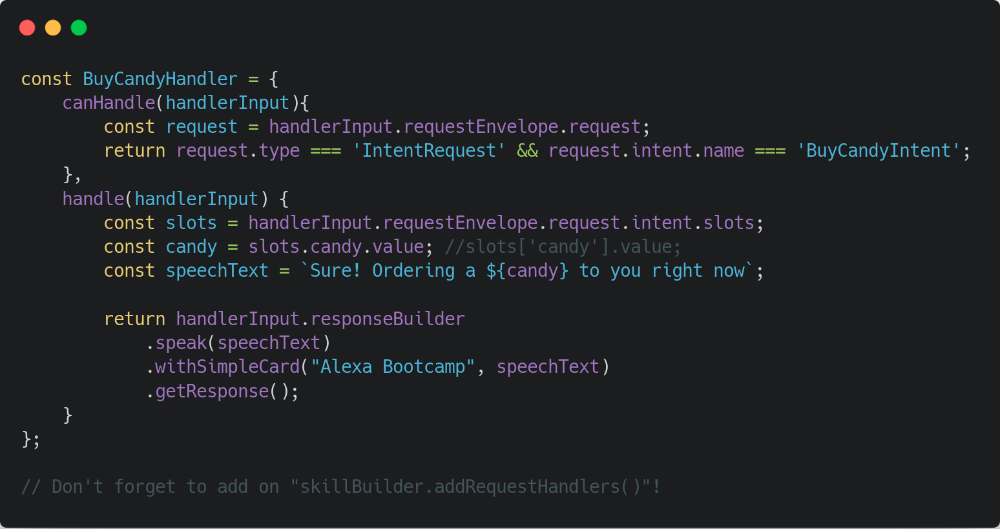 const BuyCandyHandler = {
    canHandle(handlerInput){
        const request = handlerInput.requestEnvelope.request;
        return request.type === 'IntentRequest' && request.intent.name === 'BuyCandyIntent';
    },
    handle(handlerInput) {
        const slots = handlerInput.requestEnvelope.request.intent.slots;
        const candy = slots.candy.value; //slots['candy'].value;
        const speechText = `Sure! Ordering a ${candy} to you right now`;

        return handlerInput.responseBuilder
            .speak(speechText)
            .withSimpleCard("Alexa Bootcamp", speechText)
            .getResponse();
    }
};

// Don't forget to add on "skillBuilder.addRequestHandlers()"!